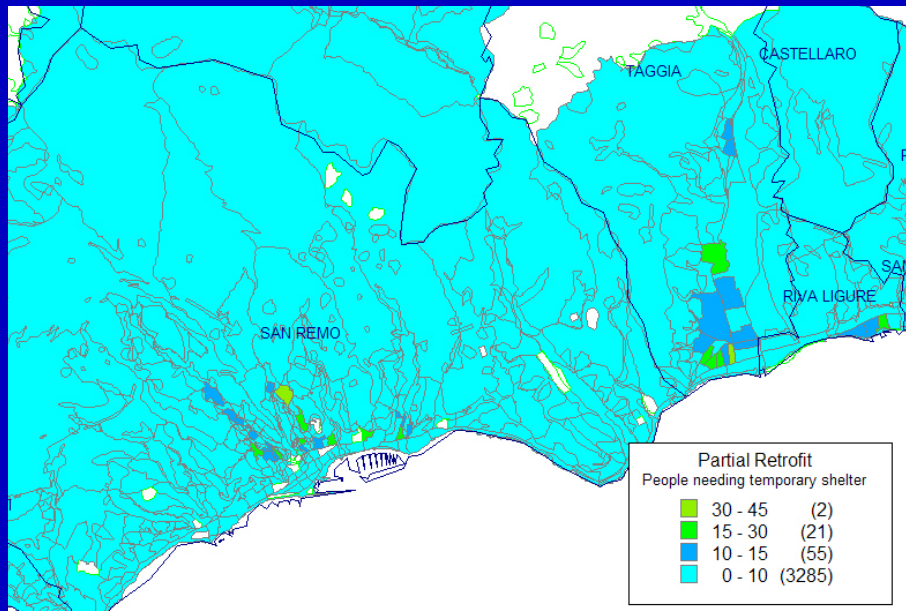 CASTELLARO
TAGGIA
SAN
RIVA LIGURE
SAN REMO
Partial Retrofit
People needing temporary shelter
30 - 45 (2)
15 - 30 (21)
10 - 15 (55)
0 - 10 (3285)